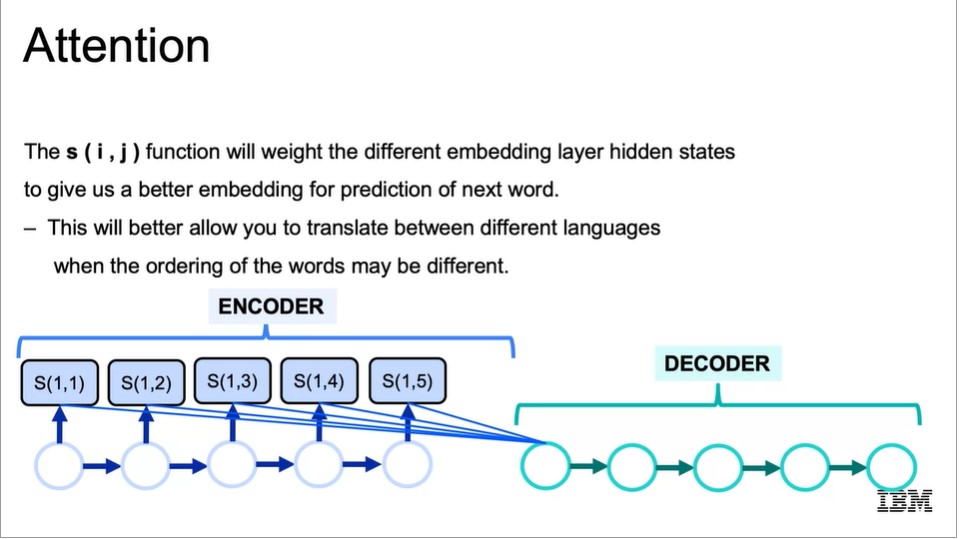 Attention
The s ( i , j ) function will weight the different embedding layer hidden states
to give us a better embedding for prediction of next word.
– This will better allow you to translate between different languages
when the ordering of the words may be different.
ENCODER
DECODER
S(1,1) S(1,2) S(1,3) S(1,4) S(1,5)
IBM